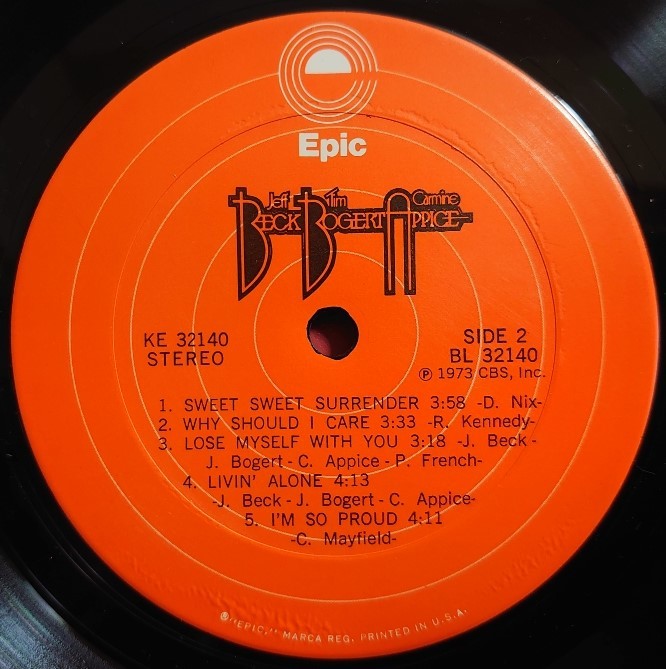 Epic
Jeff Tim Carmine
BECK BOGERT APPICE
KE 32140
STEREO
SIDE 2
BL 32140
℗ 1973 CBS, Inc.
1. SWEET SWEET SURRENDER 3:58 -D. Nix-
2. WHY SHOULD I CARE 3:33 -R. Kennedy-
3. LOSE MYSELF WITH YOU 3:18 -J. Beck-
J. Bogert-C. Appice-P. French-
4. LIVIN' ALONE 4:13
-J. Beck-J. Bogert-C. Appice-
5. I'M SO PROUD 4:11
-C. Mayfield-
®"EPIC," MARCA REG. PRINTED IN U.S.A.